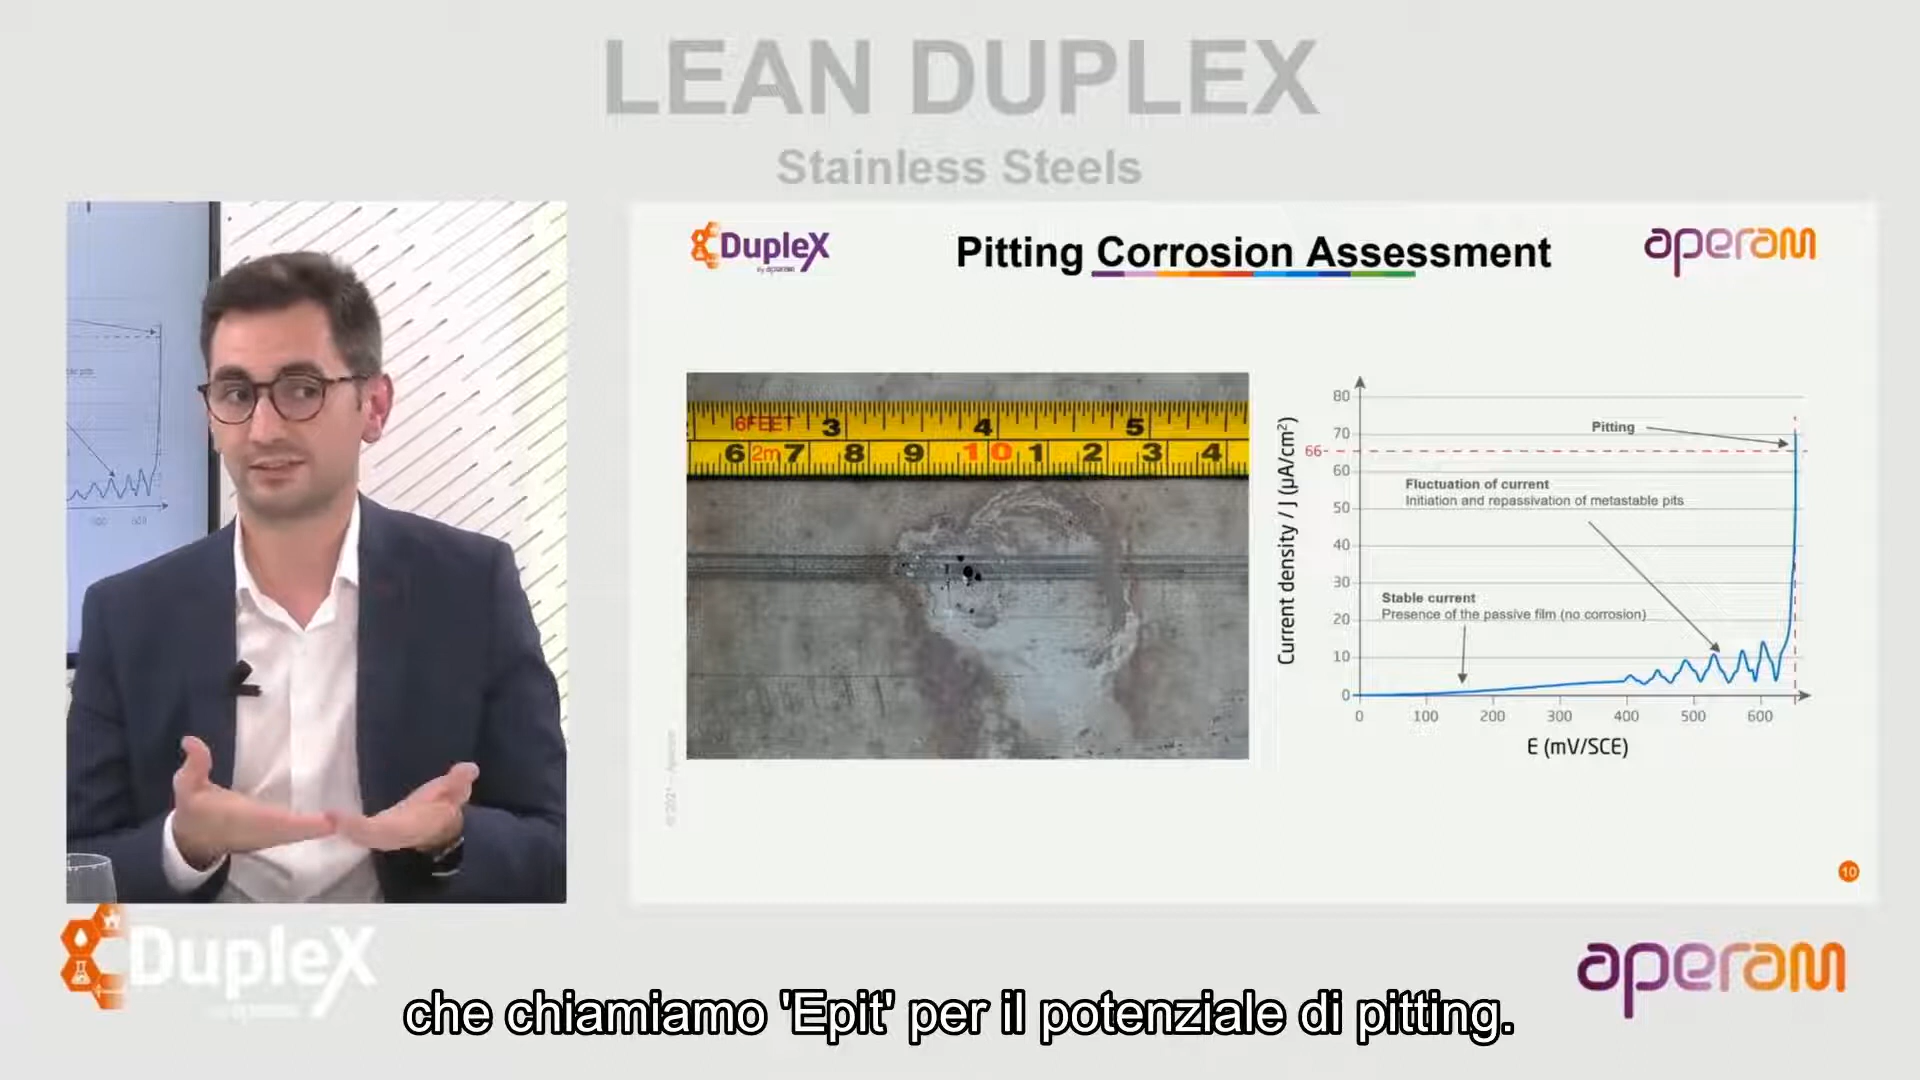 LEAN DUPLEX
Stainless Steels
DupleX
by aperam
Pitting Corrosion Assessment
aperam
6FEET 3 4 5
6 2m 7 8 9 10 1 2 3 4
Current density / J (µA/cm²)
80
70
66
60
50
40
30
20
10
0
Pitting
Fluctuation of current
Initiation and repassivation of metastable pits
Stable current
Presence of the passive film (no corrosion)
0 100 200 300 400 500 600
E (mV/SCE)
10
DupleX
by aperam
aperam
che chiamiamo 'Epit' per il potenziale di pitting.